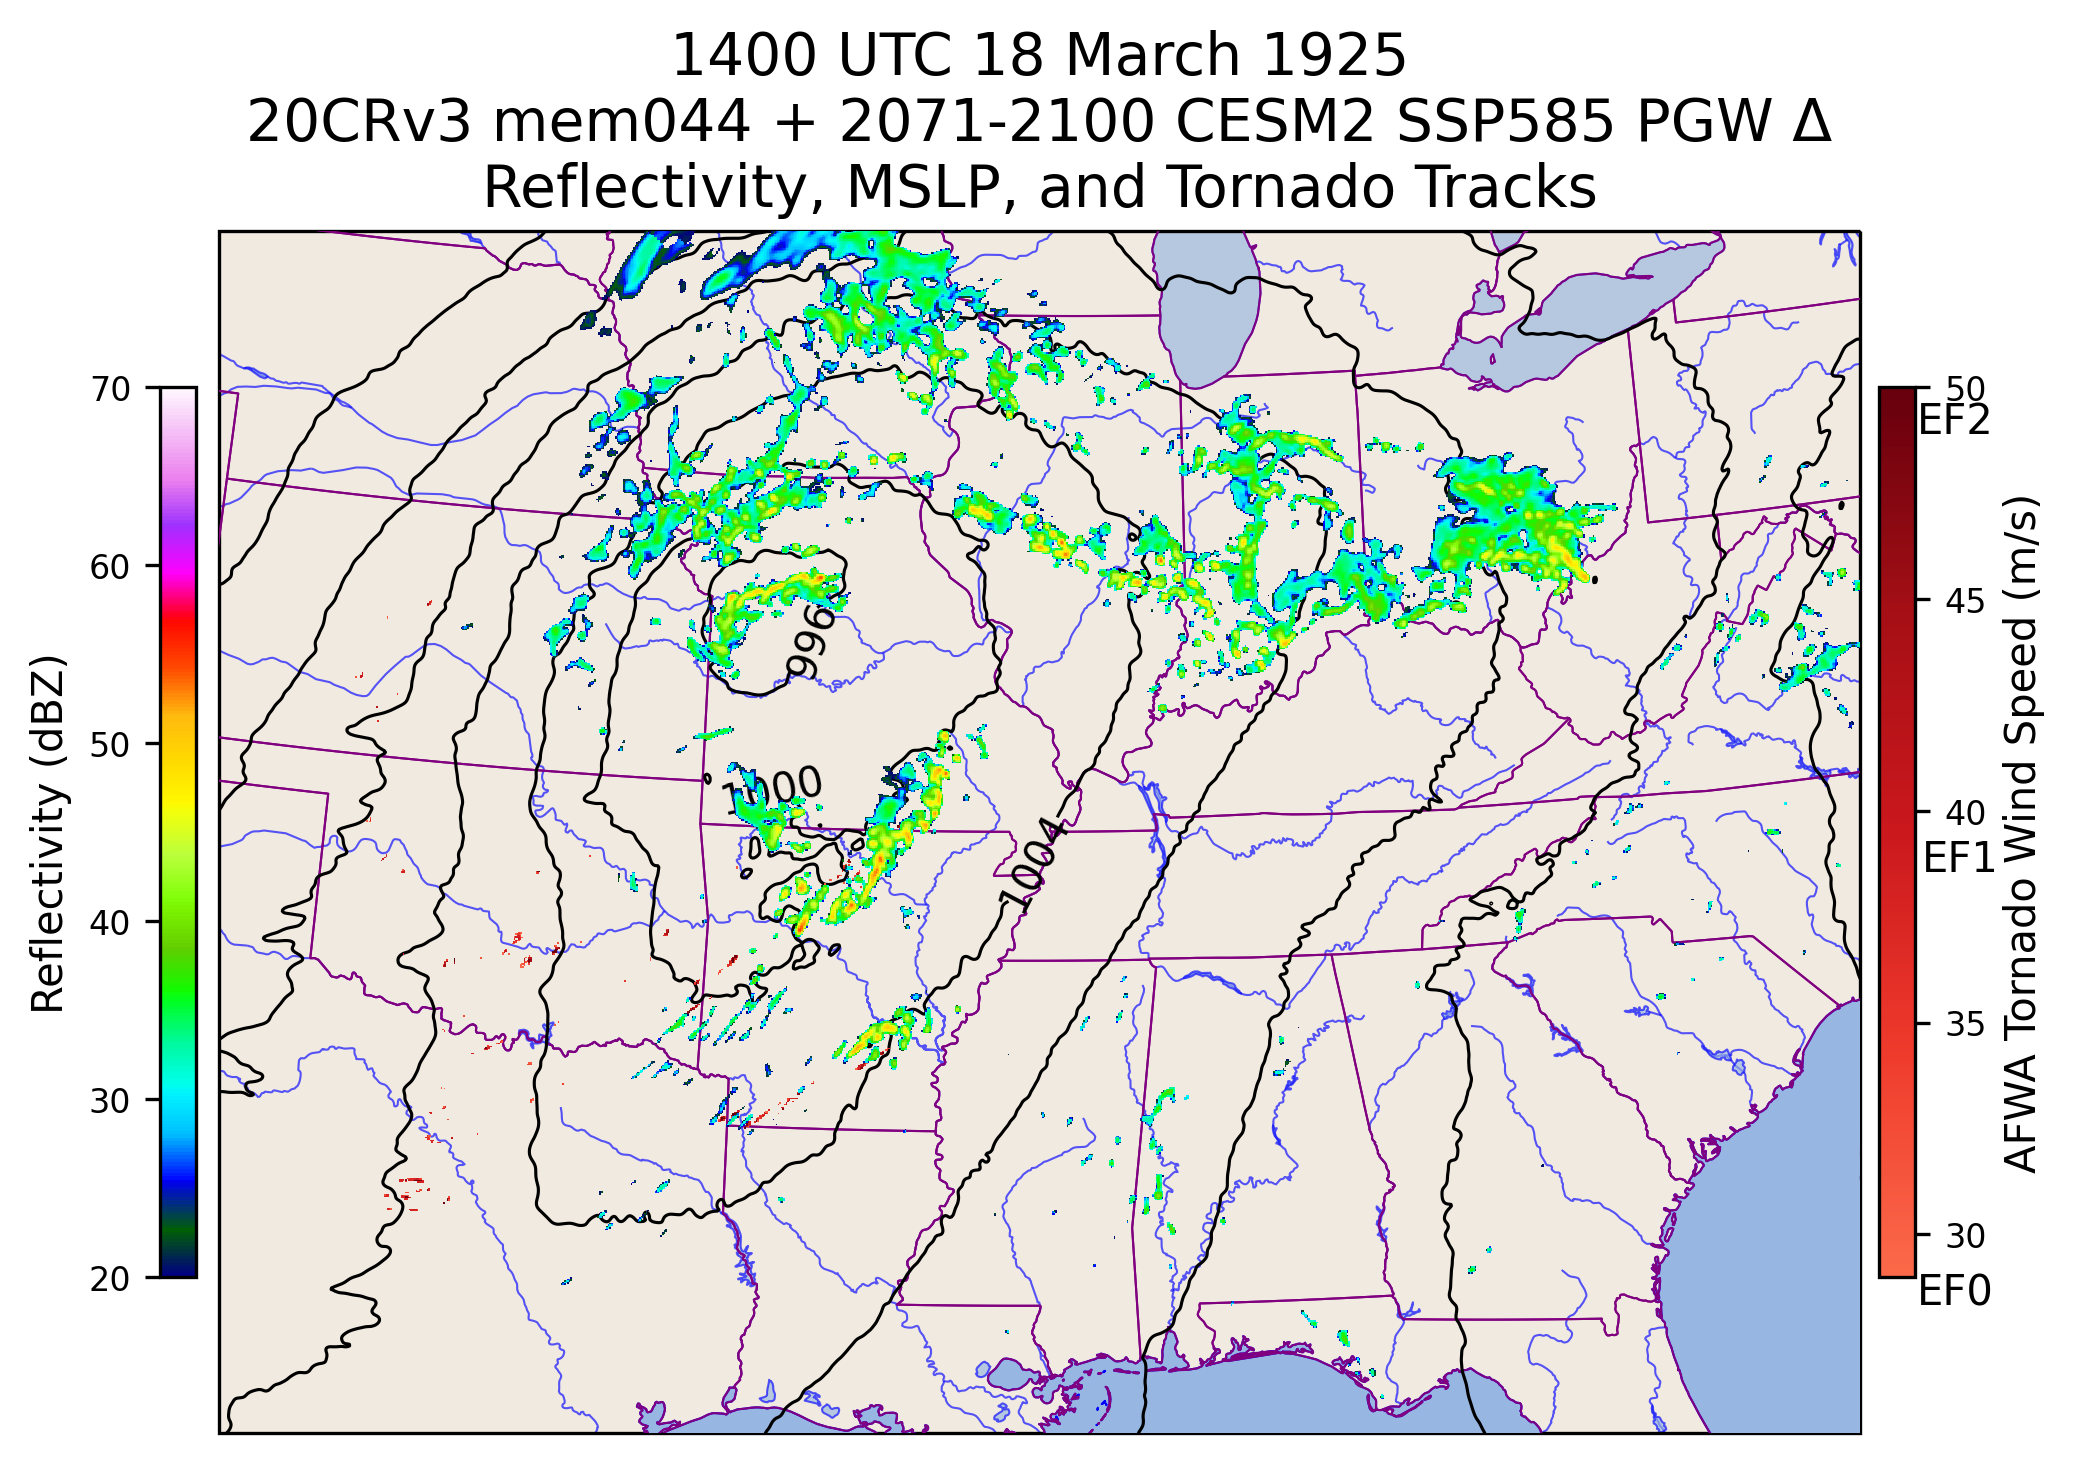 1400 UTC 18 March 1925
20CRv3 mem044 + 2071-2100 CESM2 SSP585 PGW Δ
Reflectivity, MSLP, and Tornado Tracks
Reflectivity (dBZ)
70
60
50
40
30
20
996
1000
1004
50
EF2
45
40
EF1
35
30
EF0
AFWA Tornado Wind Speed (m/s)